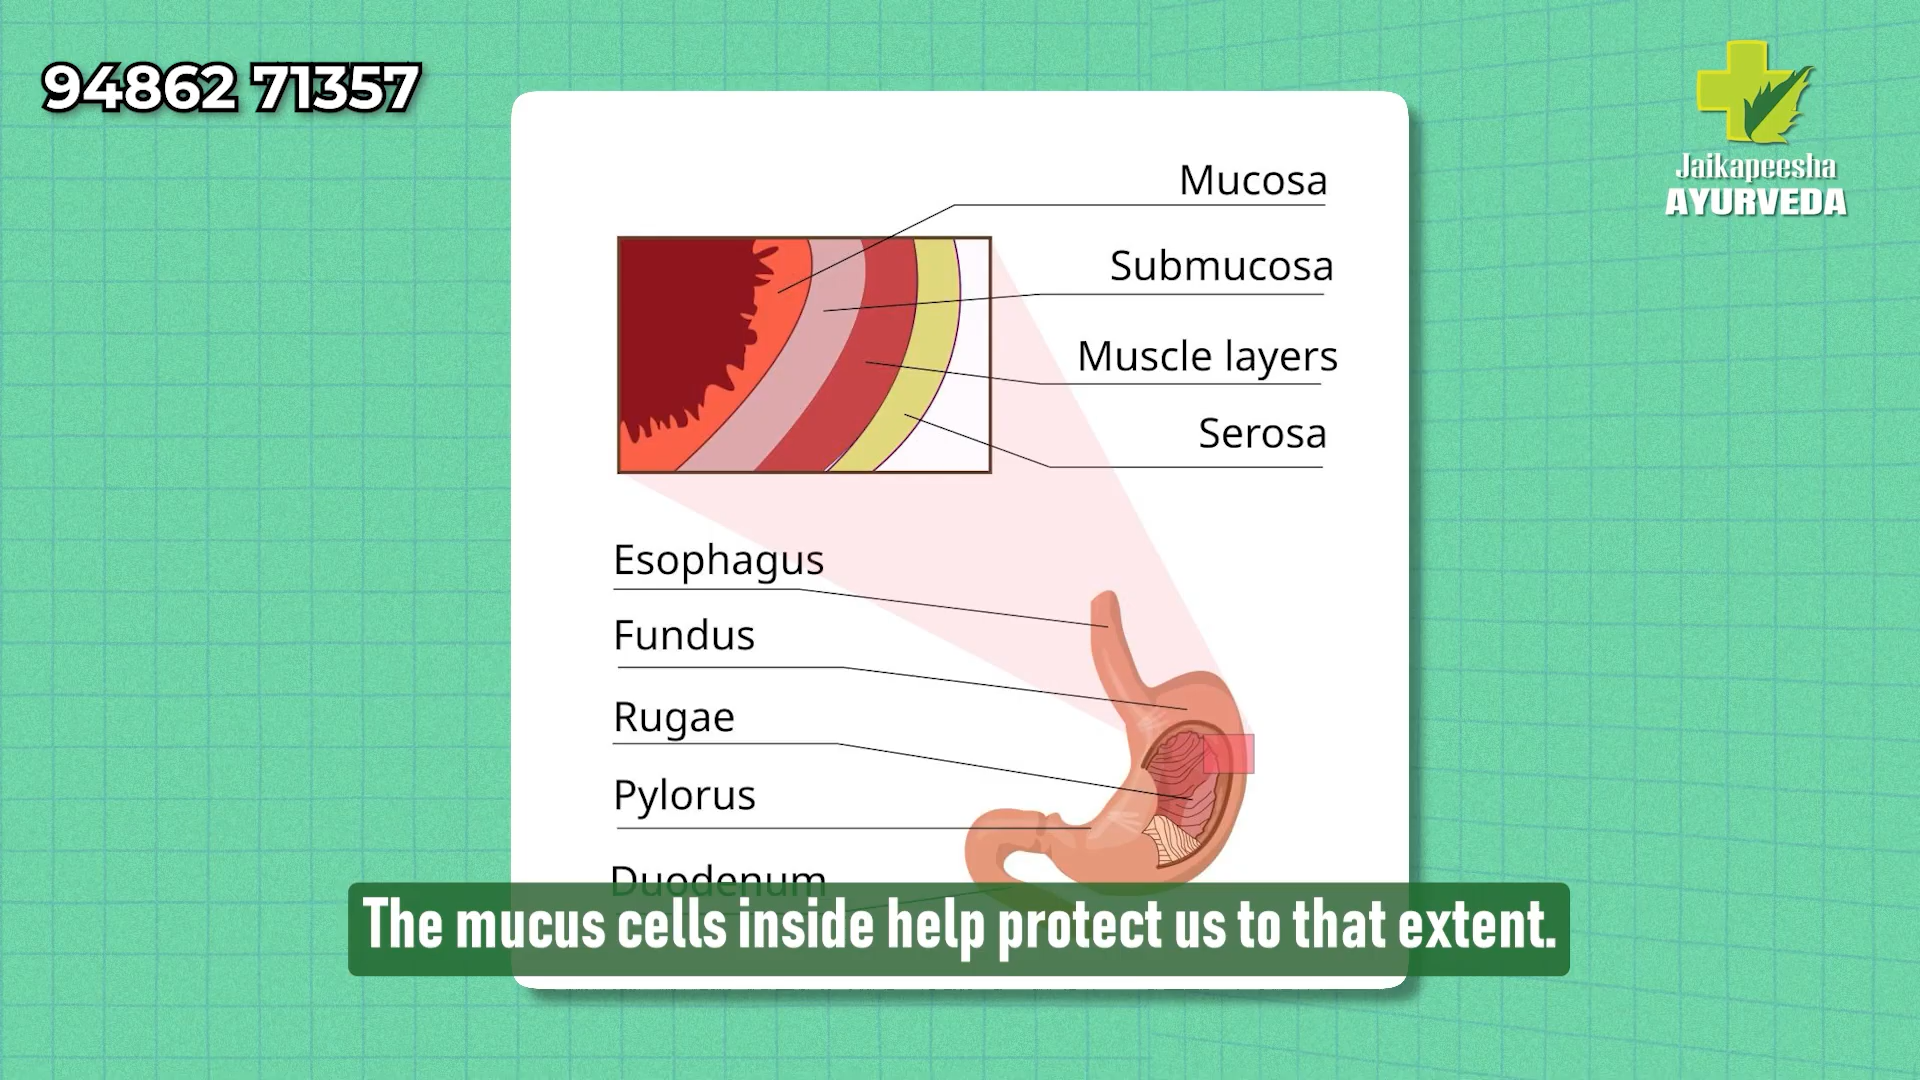 94862 71357
Jaikapeesha
AYURVEDA
Mucosa
Submucosa
Muscle layers
Serosa
Esophagus
Fundus
Rugae
Pylorus
Duodenum
The mucus cells inside help protect us to that extent.